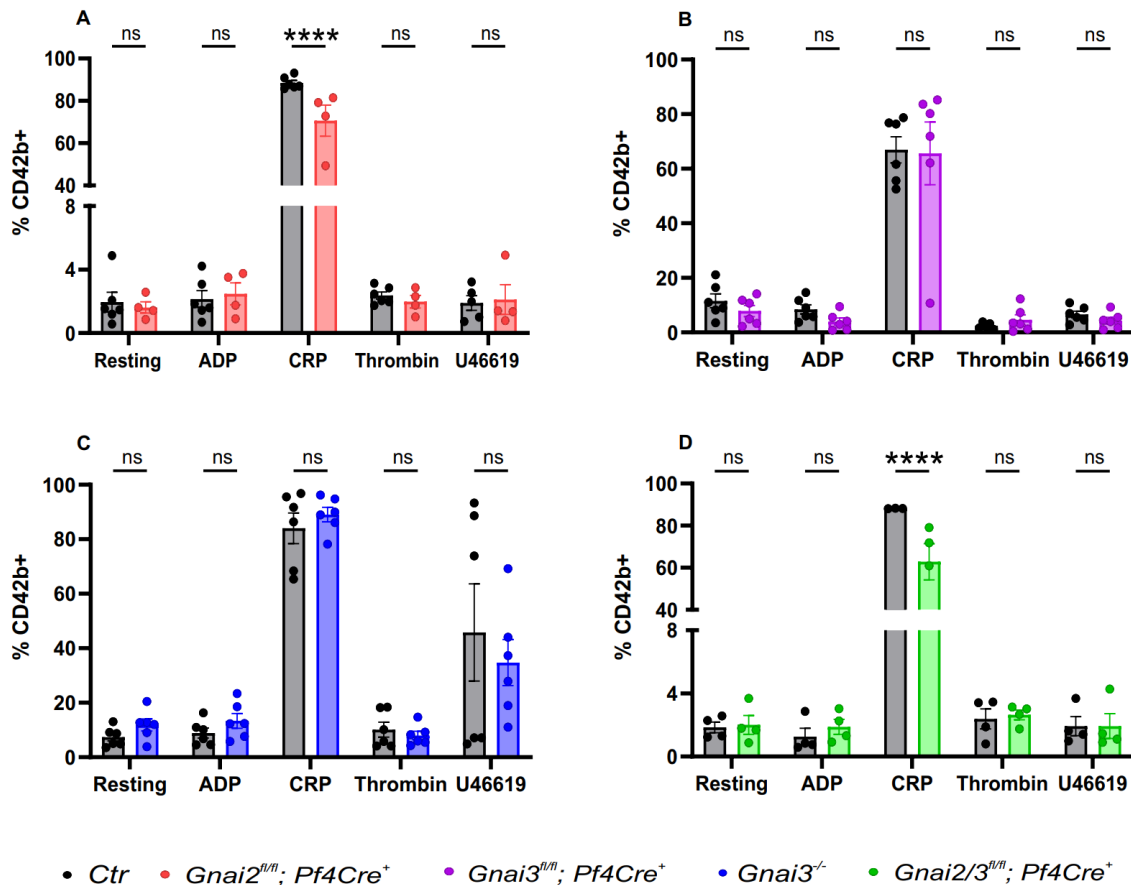 A
ns ns **** ns ns
% CD42b+
100
80
60
40
8
4
0
Resting ADP CRP Thrombin U46619
B
ns ns ns ns ns
% CD42b+
100
80
60
40
20
0
Resting ADP CRP Thrombin U46619
C
ns ns ns ns ns
% CD42b+
100
80
60
40
20
0
Resting ADP CRP Thrombin U46619
D
ns ns **** ns ns
% CD42b+
100
80
60
40
8
4
0
Resting ADP CRP Thrombin U46619
Ctr Gnai2fl/fl; Pf4Cre+ Gnai3fl/fl; Pf4Cre+ Gnai3-/- Gnai2/3fl/fl; Pf4Cre+